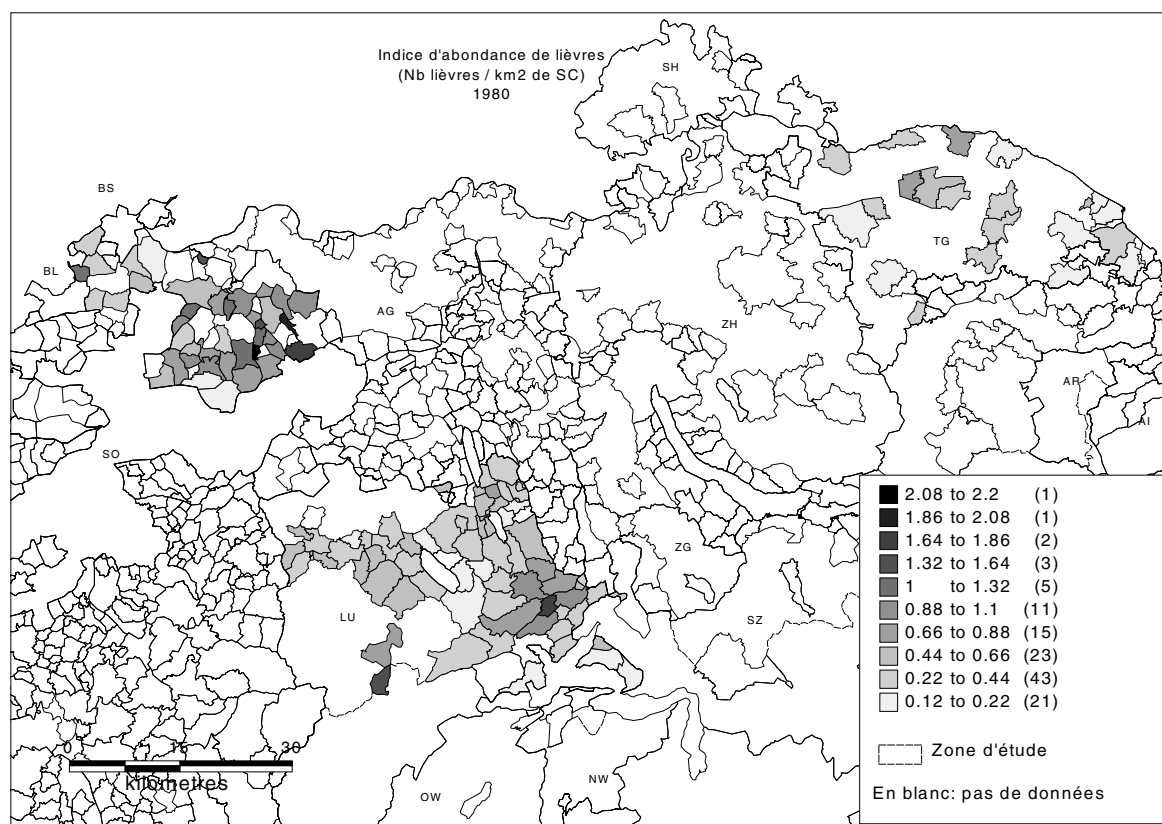 Indice d'abondance de lièvres
(Nb lièvres / km2 de SC)
1980
SH
BS
BL
AG
TG
ZH
AR
AI
SO
ZG
LU
SZ
NW
OW
0 15 30
kilomètres
2.08 to 2.2 (1)
1.86 to 2.08 (1)
1.64 to 1.86 (2)
1.32 to 1.64 (3)
1 to 1.32 (5)
0.88 to 1.1 (11)
0.66 to 0.88 (15)
0.44 to 0.66 (23)
0.22 to 0.44 (43)
0.12 to 0.22 (21)
Zone d'étude
En blanc: pas de données